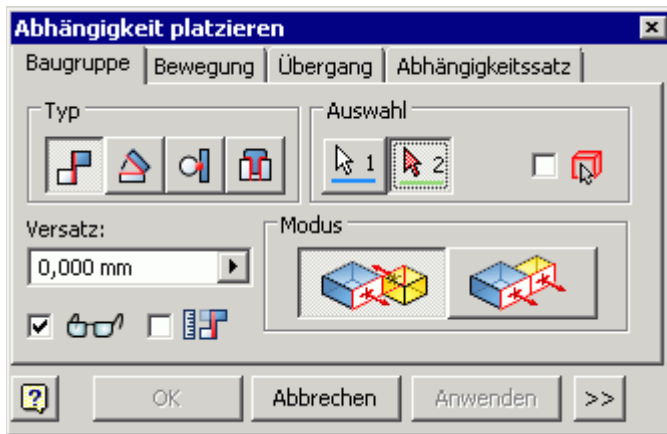 Abhängigkeit platzieren
Baugruppe Bewegung Übergang Abhängigkeitssatz
Typ Auswahl
1 2
Versatz: Modus
0,000 mm
? OK Abbrechen Anwenden >>